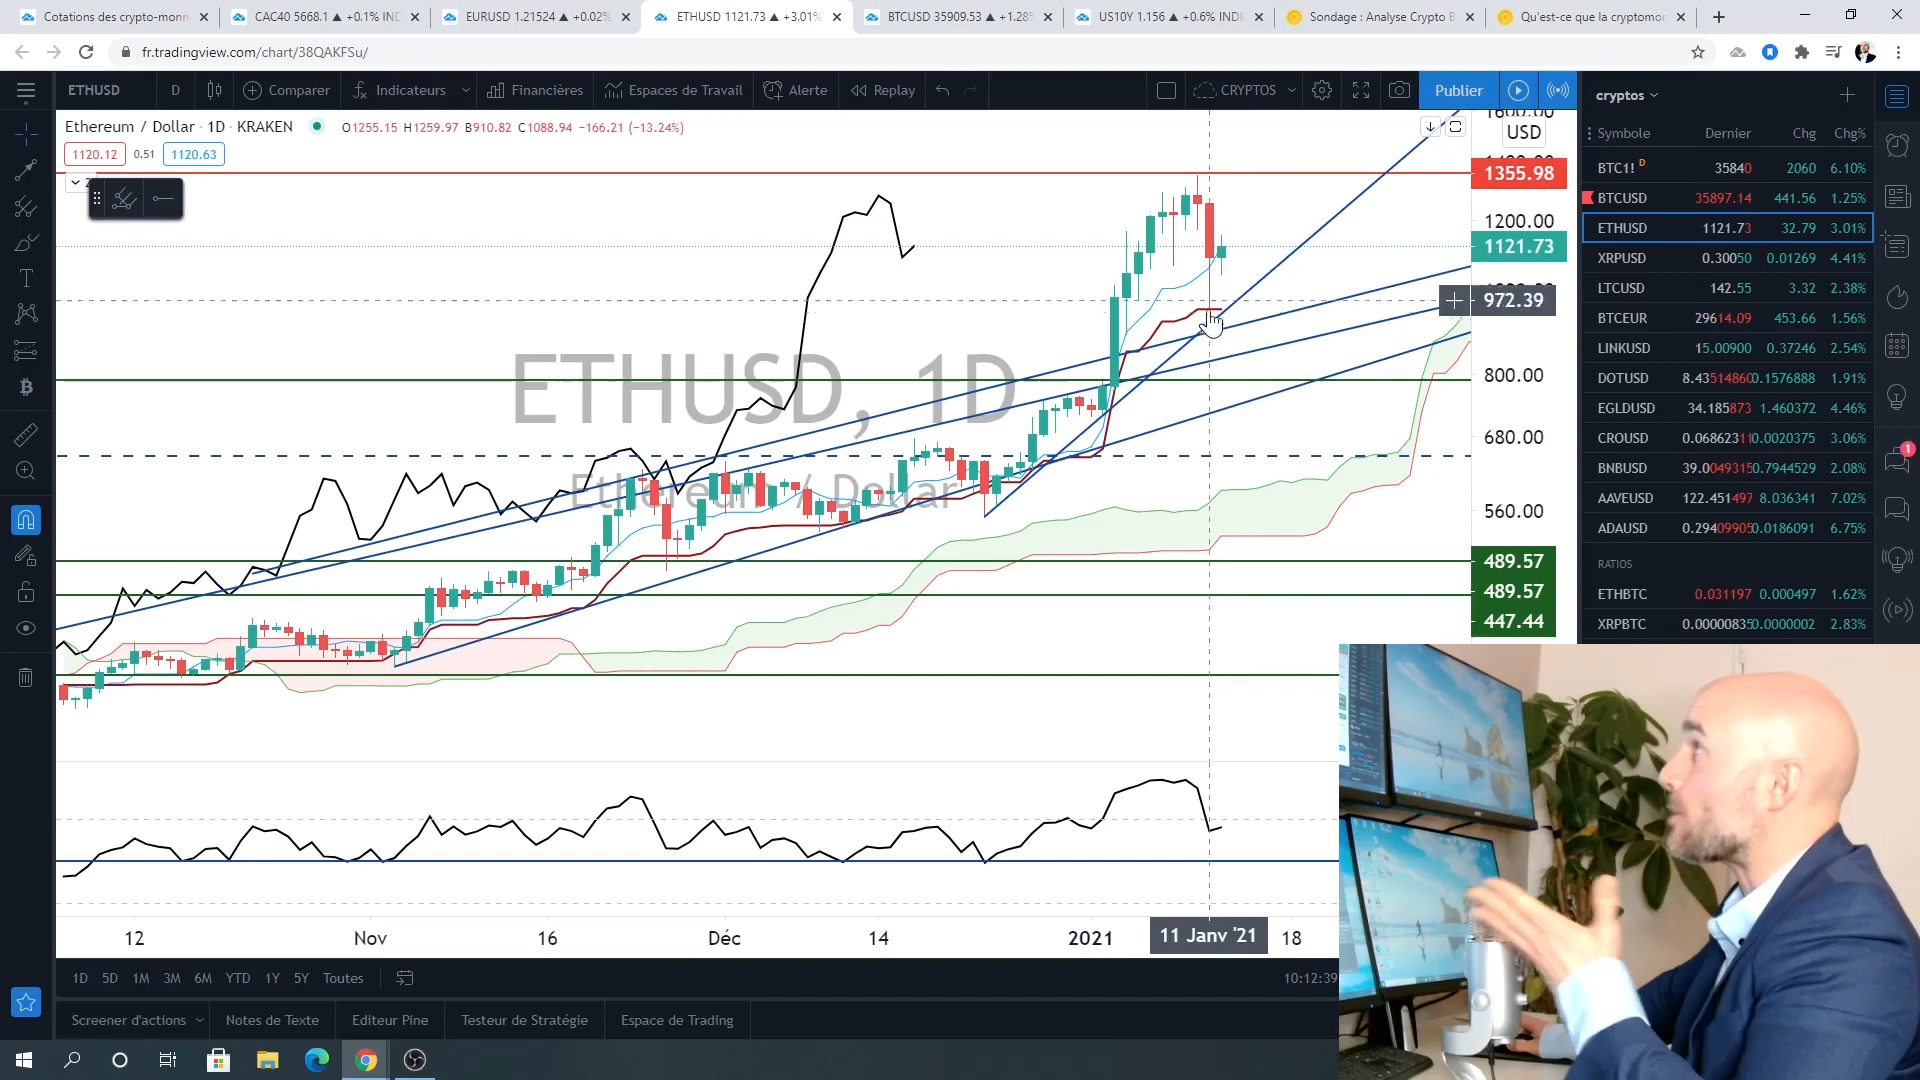 Cotations des crypto-monn
CAC40 5668.1 ▲ +0.1% IND
EURUSD 1.21524 ▲ +0.02%
ETHUSD 1121.73 ▲ +3.01%
BTCUSD 35909.53 ▲ +1.28%
US10Y 1.156 ▲ +0.6% INDI
Sondage : Analyse Crypto B
Qu'est-ce que la cryptomon
fr.tradingview.com/chart/38QAKFSu/
ETHUSD D Comparer Indicateurs Financières Espaces de Travail Alerte Replay CRYPTOS Publier
Ethereum / Dollar · 1D · KRAKEN O1255.15 H1259.97 B910.82 C1088.94 −166.21 (−13.24%)
1120.12 0.51 1120.63
2
USD
1355.98
1200.00
1121.73
972.39
800.00
680.00
560.00
489.57
489.57
447.44
ETHUSD, 1D
Ethereum / Dollar
12 Nov 16 Déc 14 2021 11 Janv '21 18
1D 5D 1M 3M 6M YTD 1Y 5Y Toutes 10:12:39
Screener d'actions Notes de Texte Editeur Pine Testeur de Stratégie Espace de Trading
cryptos
Symbole Dernier Chg Chg%
BTC1! D 35840 2060 6.10%
BTCUSD 35897.14 441.56 1.25%
ETHUSD 1121.73 32.79 3.01%
XRPUSD 0.30050 0.01269 4.41%
LTCUSD 142.55 3.32 2.38%
BTCEUR 29614.09 453.66 1.56%
LINKUSD 15.00900 0.37246 2.54%
DOTUSD 8.43514860 0.1576888 1.91%
EGLDUSD 34.185873 1.460372 4.46%
CROUSD 0.0686231 0.0020375 3.06%
BNBUSD 39.0049315 0.7944529 2.08%
AAVEUSD 122.451497 8.036341 7.02%
ADAUSD 0.29409905 0.0186091 6.75%
RATIOS
ETHBTC 0.031197 0.000497 1.62%
XRPBTC 0.00000835 0.0000002 2.83%
1